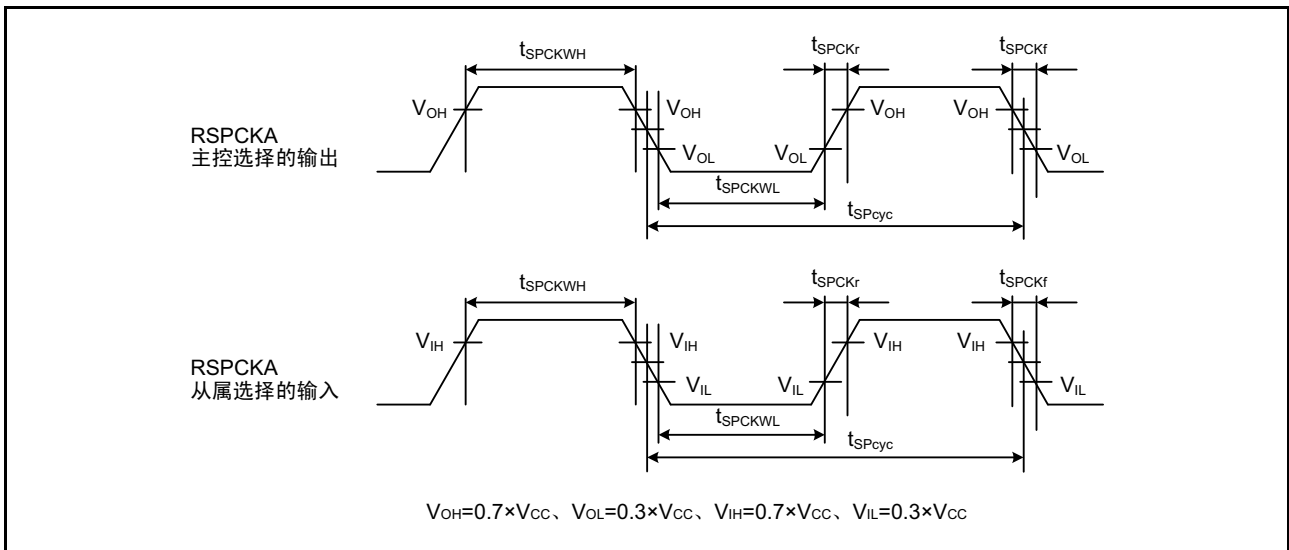 tSPCKWH tSPCKr tSPCKf
VOH VOH VOH VOH
RSPCKA
主控选择的输出
VOL VOL VOL
tSPCKWL
tSPcyc
tSPCKWH tSPCKr tSPCKf
VIH VIH VIH VIH
RSPCKA
从属选择的输入
VIL VIL VIL
tSPCKWL
tSPcyc
VOH=0.7×VCC、VOL=0.3×VCC、VIH=0.7×VCC、VIL=0.3×VCC